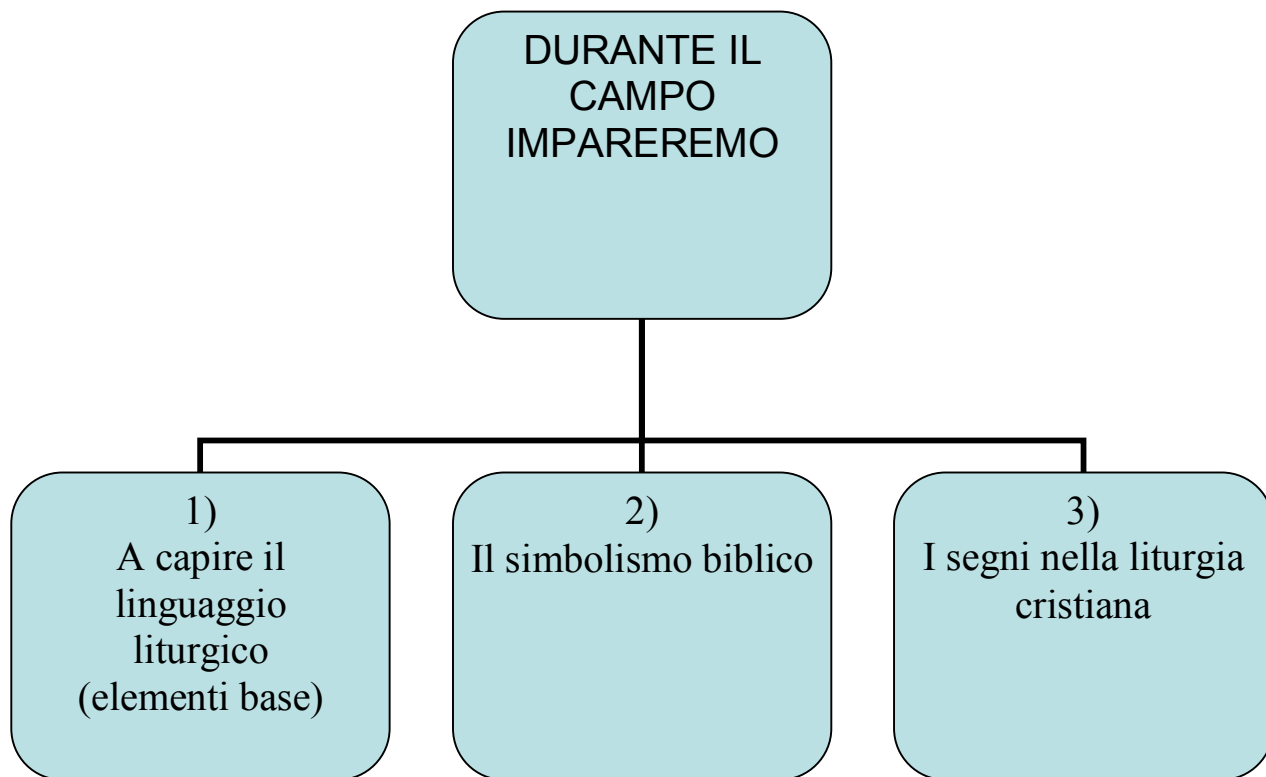 DURANTE IL
CAMPO
IMPAREREMO
1)
A capire il
linguaggio
liturgico
(elementi base)
2)
Il simbolismo biblico
3)
I segni nella liturgia
cristiana